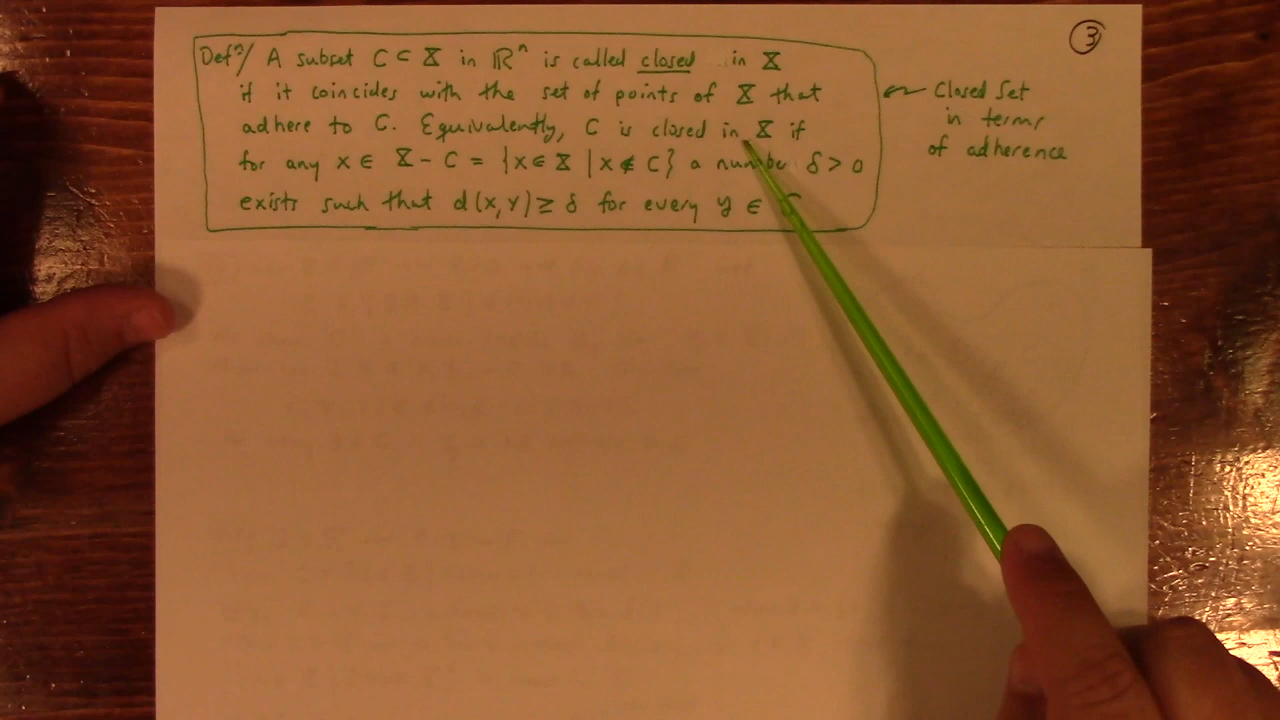 ③
Defⁿ/ A subset C ⊂ X in ℝⁿ is called closed in X
if it coincides with the set of points of X that
adhere to C. Equivalently, C is closed in X if
for any x ∈ X - C = {x ∈ X | x ∉ C} a number δ > 0
exists such that d(x, y) ≥ δ for every y ∈ C
Closed Set
in terms
of adherence